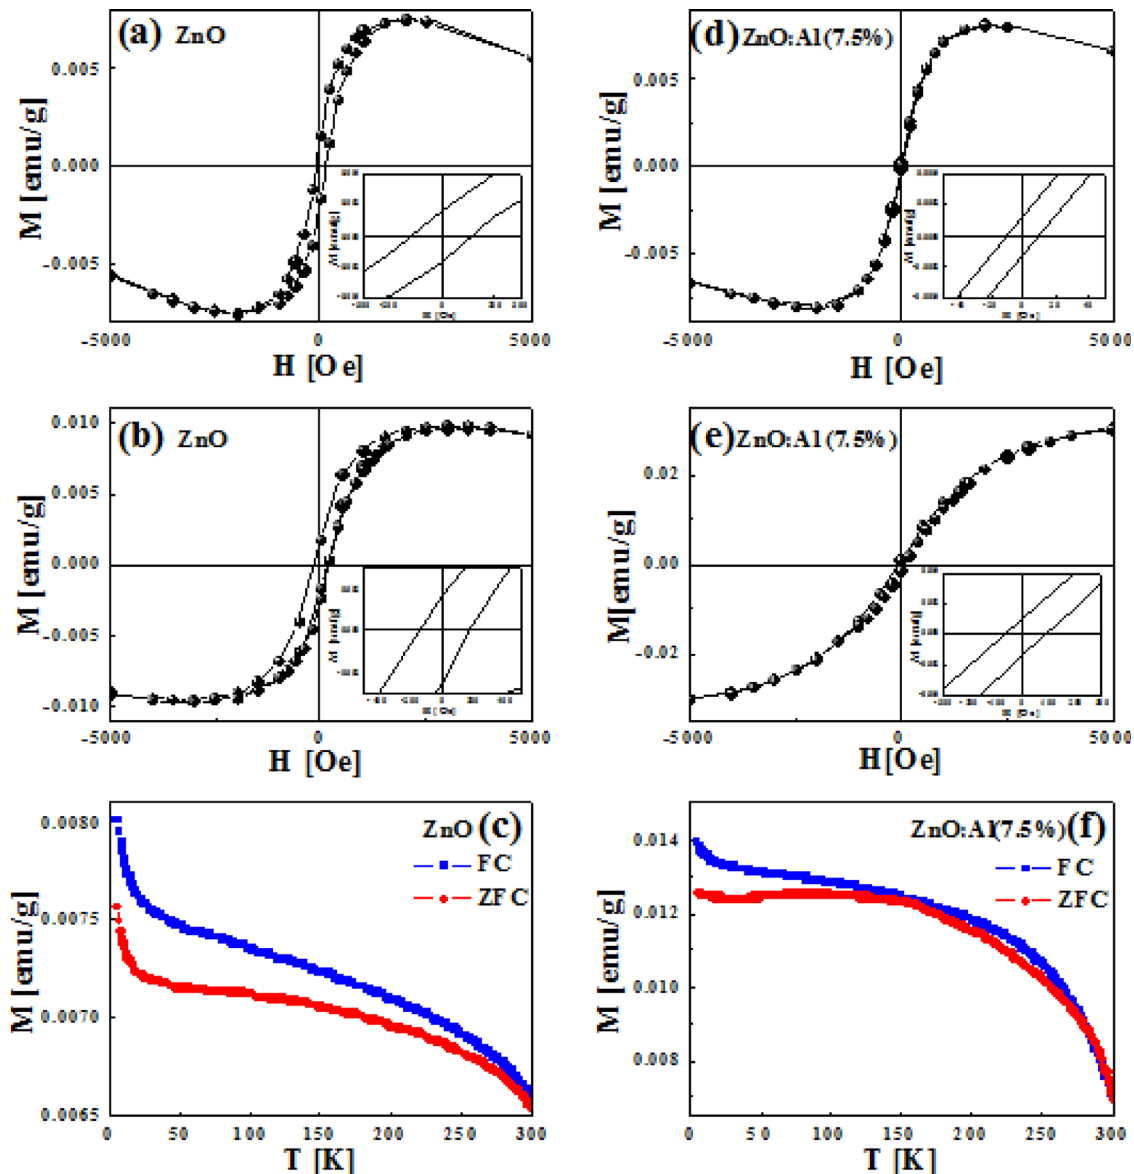 (a) ZnO
M [emu/g]
0.005
0.000
-0.005
-5000 0 5000
H [Oe]
(d) ZnO:Al(7.5%)
M [emu/g]
0.005
0.000
-0.005
-5000 0 5000
H [Oe]
(b) ZnO
M [emu/g]
0.010
0.005
0.000
-0.005
-0.010
-5000 0 5000
H [Oe]
(e) ZnO:Al(7.5%)
M[emu/g]
0.02
0.00
-0.02
-5000 0 5000
H[Oe]
ZnO (c)
FC
ZFC
M [emu/g]
0.0080
0.0075
0.0070
0.0065
0 50 100 150 200 250 300
T [K]
ZnO:Al(7.5%) (f)
FC
ZFC
M [emu/g]
0.014
0.012
0.010
0.008
0 50 100 150 200 250 300
T [K]